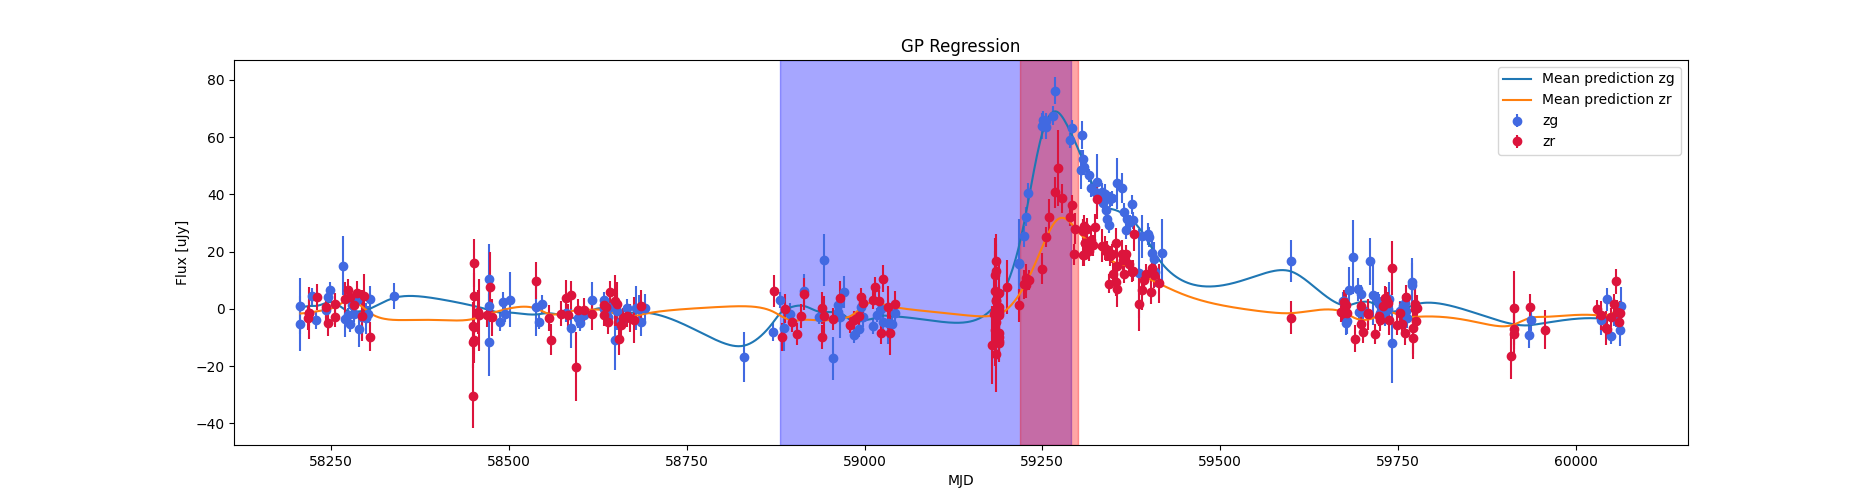 GP Regression
Flux [uJy]
80
60
40
20
0
−20
−40
Mean prediction zg
Mean prediction zr
zg
zr
58250
58500
58750
59000
59250
59500
59750
60000
MJD